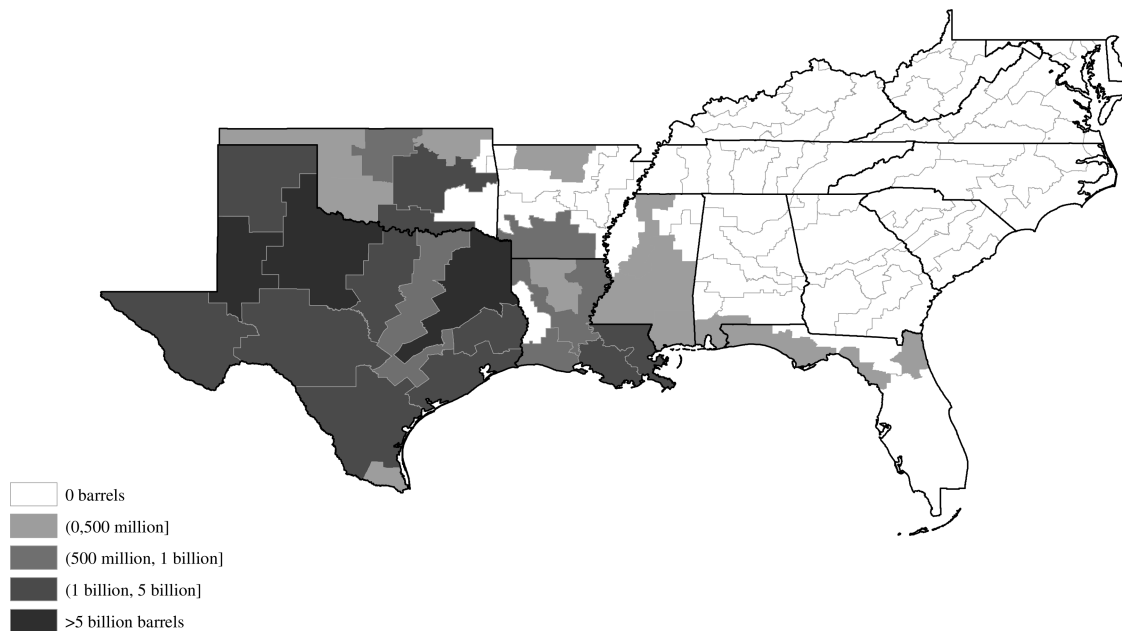 0 barrels
(0,500 million]
(500 million, 1 billion]
(1 billion, 5 billion]
>5 billion barrels